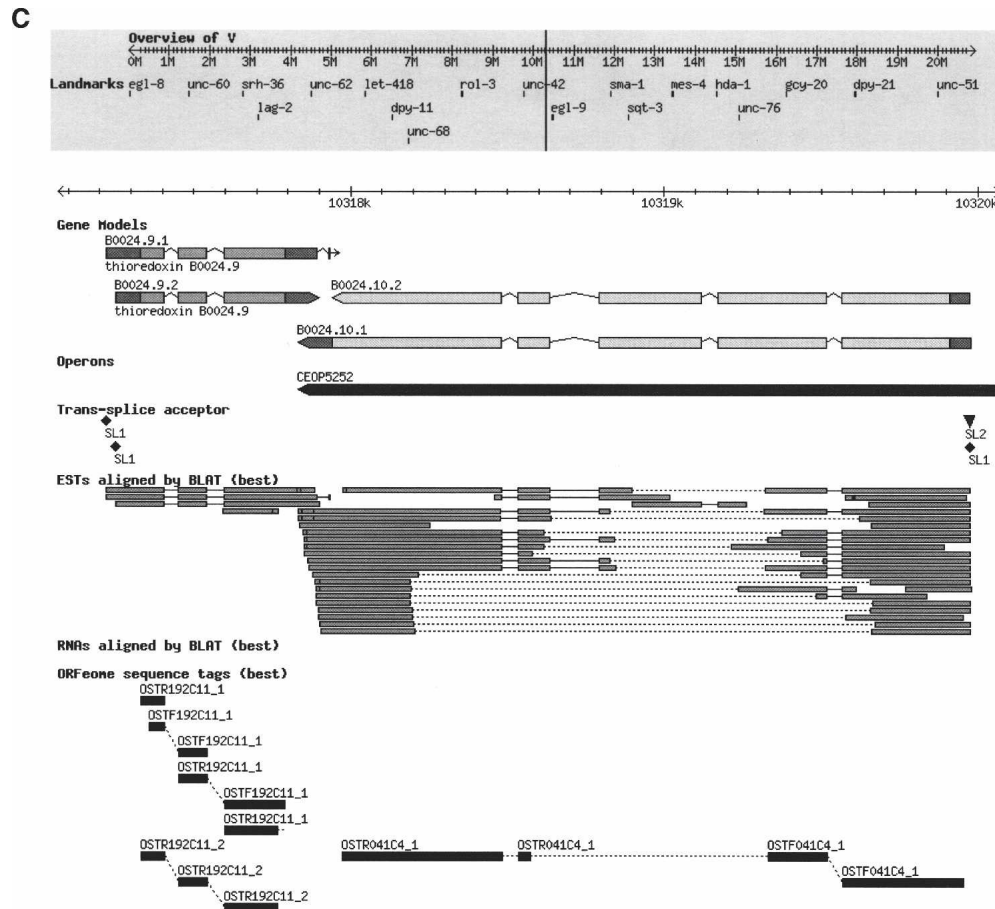 C
Overview of V
0M 1M 2M 3M 4M 5M 6M 7M 8M 9M 10M 11M 12M 13M 14M 15M 16M 17M 18M 19M 20M
Landmarks egl-8 unc-60 srh-36 unc-62 let-418 rol-3 unc-42 sma-1 mes-4 hda-1 gcy-20 dpy-21 unc-51
lag-2 dpy-11 egl-9 sqt-3 unc-76
unc-68
10318k 10319k 10320k
Gene Models
B0024.9.1
thioredoxin B0024.9
B0024.9.2 B0024.10.2
thioredoxin B0024.9
B0024.10.1
Operons
CEOP5252
Trans-splice acceptor
SL1 SL2
SL1 SL1
ESTs aligned by BLAT (best)
RNAs aligned by BLAT (best)
ORFeome sequence tags (best)
OSTR192C11_1
OSTF192C11_1
OSTF192C11_1
OSTR192C11_1
OSTF192C11_1
OSTR192C11_1
OSTR192C11_2 OSTR041C4_1 OSTR041C4_1 OSTF041C4_1
OSTR192C11_2 OSTF041C4_1
OSTR192C11_2